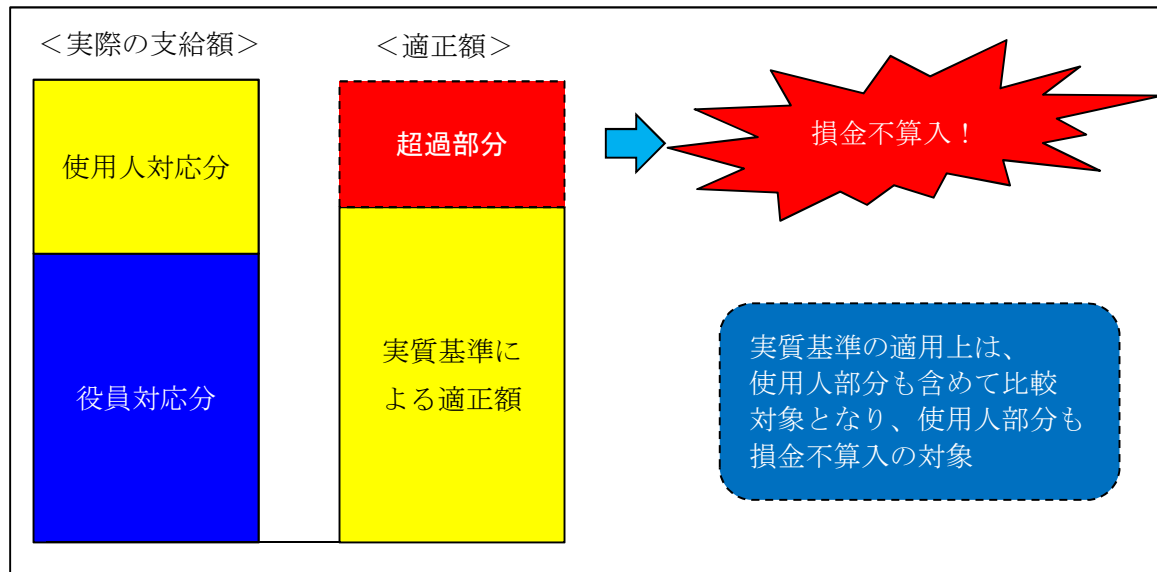 ＜実際の支給額＞
＜適正額＞
使用人対応分
役員対応分
超過部分
実質基準に
よる適正額
損金不算入！
実質基準の適用上は、
使用人部分も含めて比較
対象となり、使用人部分も
損金不算入の対象